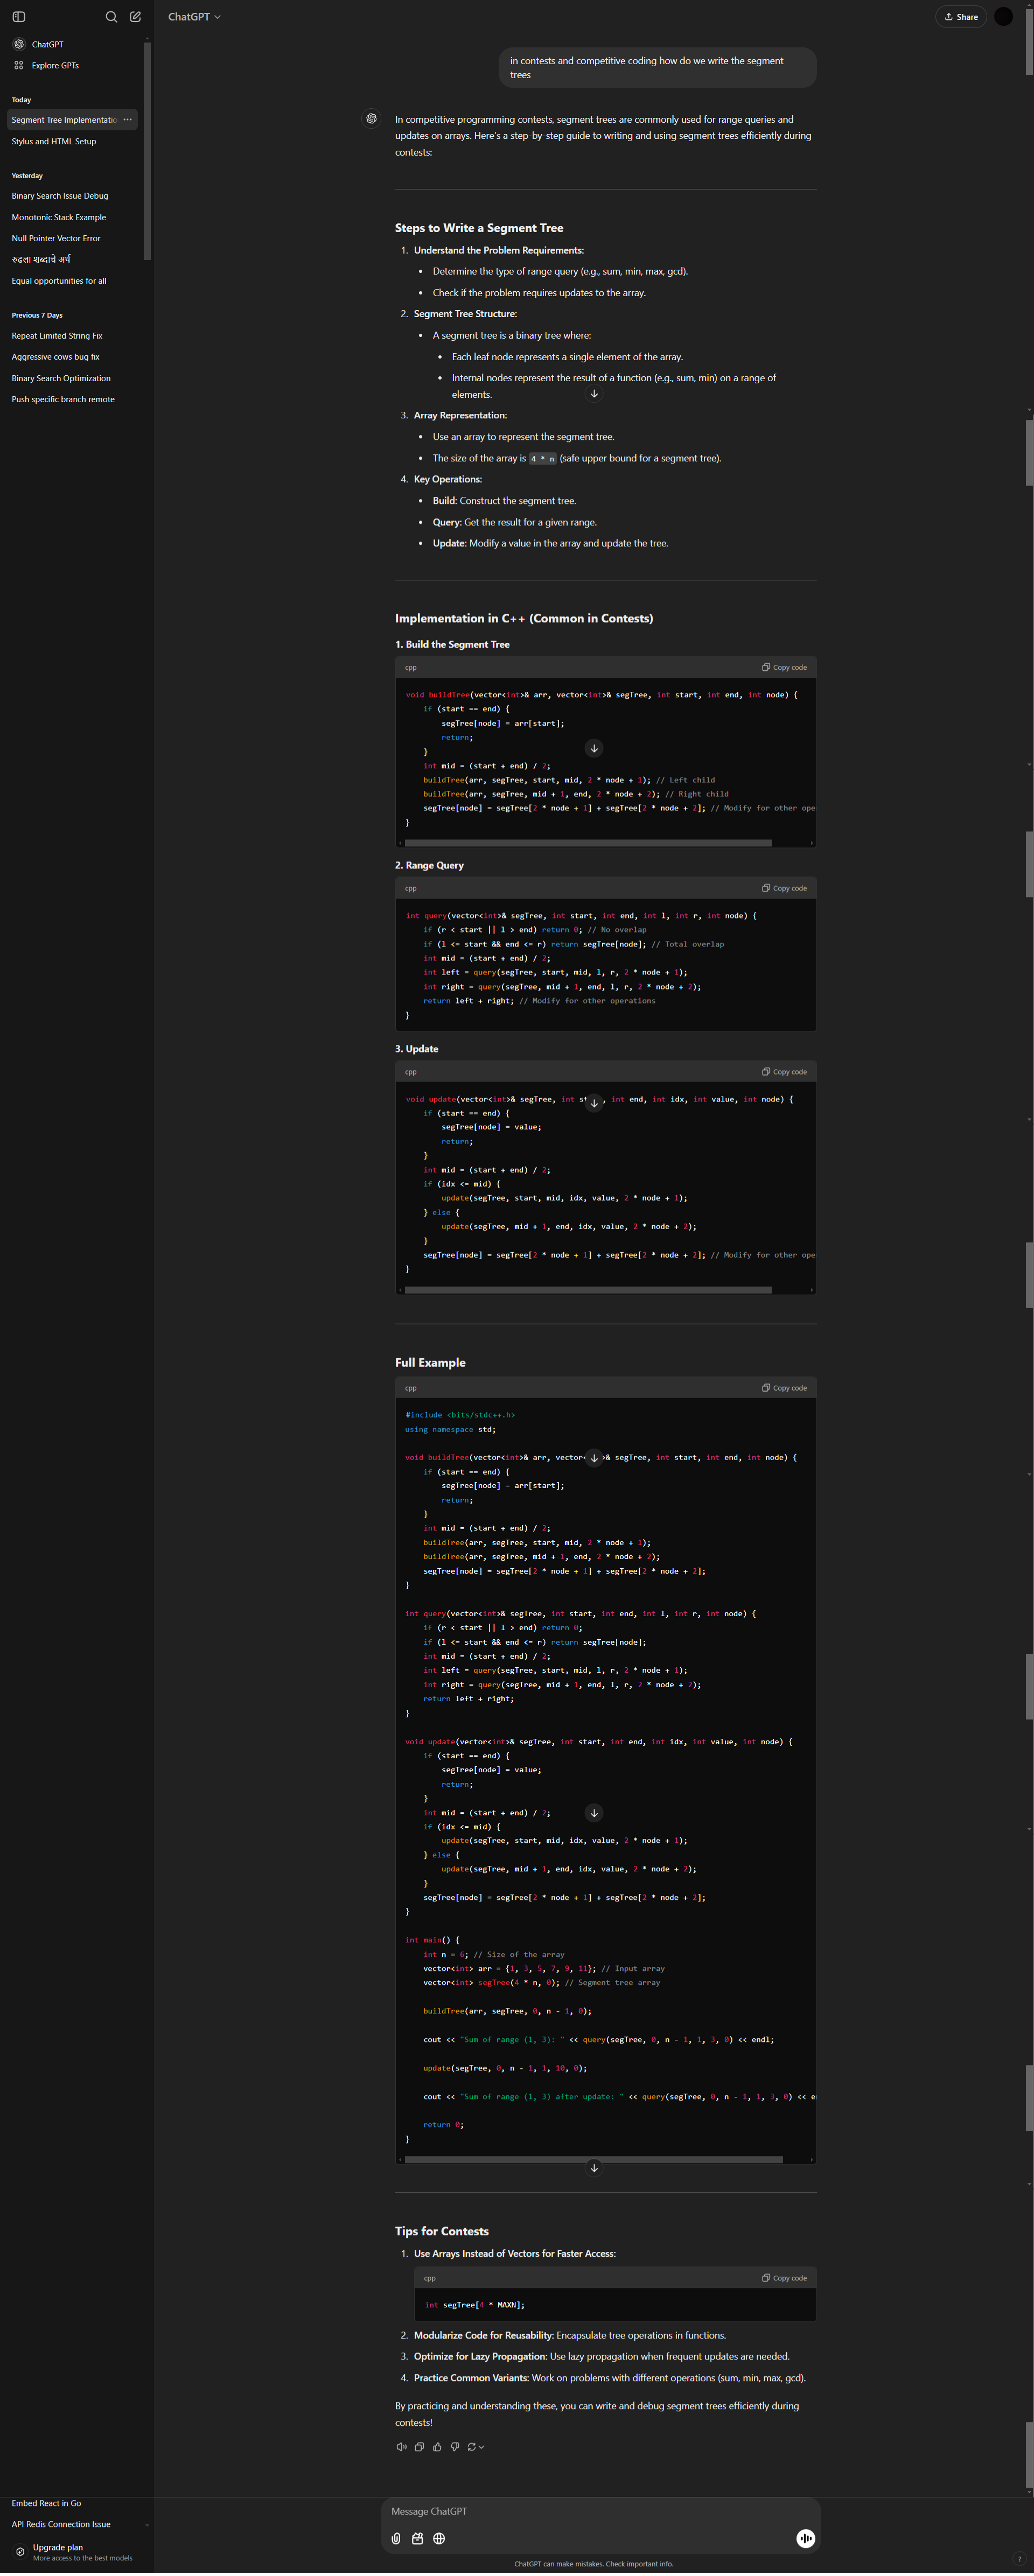 ChatGPT
Share
ChatGPT
Explore GPTs
Today
Segment Tree Implementatio
Stylus and HTML Setup
Yesterday
Binary Search Issue Debug
Monotonic Stack Example
Null Pointer Vector Error
रुढला शब्दाचे अर्थ
Equal opportunities for all
Previous 7 Days
Repeat Limited String Fix
Aggressive cows bug fix
Binary Search Optimization
Push specific branch remote
in contests and competitive coding how do we write the segment
trees
In competitive programming contests, segment trees are commonly used for range queries and
updates on arrays. Here's a step-by-step guide to writing and using segment trees efficiently during
contests:
Steps to Write a Segment Tree
1. Understand the Problem Requirements:
• Determine the type of range query (e.g., sum, min, max, gcd).
• Check if the problem requires updates to the array.
2. Segment Tree Structure:
• A segment tree is a binary tree where:
• Each leaf node represents a single element of the array.
• Internal nodes represent the result of a function (e.g., sum, min) on a range of
elements.
3. Array Representation:
• Use an array to represent the segment tree.
• The size of the array is 4 * n (safe upper bound for a segment tree).
4. Key Operations:
• Build: Construct the segment tree.
• Query: Get the result for a given range.
• Update: Modify a value in the array and update the tree.
Implementation in C++ (Common in Contests)
1. Build the Segment Tree
cpp Copy code
void buildTree(vector<int>& arr, vector<int>& segTree, int start, int end, int node) {
    if (start == end) {
        segTree[node] = arr[start];
        return;
    }
    int mid = (start + end) / 2;
    buildTree(arr, segTree, start, mid, 2 * node + 1); // Left child
    buildTree(arr, segTree, mid + 1, end, 2 * node + 2); // Right child
    segTree[node] = segTree[2 * node + 1] + segTree[2 * node + 2]; // Modify for other ope
}
2. Range Query
cpp Copy code
int query(vector<int>& segTree, int start, int end, int l, int r, int node) {
    if (r < start || l > end) return 0; // No overlap
    if (l <= start && end <= r) return segTree[node]; // Total overlap
    int mid = (start + end) / 2;
    int left = query(segTree, start, mid, l, r, 2 * node + 1);
    int right = query(segTree, mid + 1, end, l, r, 2 * node + 2);
    return left + right; // Modify for other operations
}
3. Update
cpp Copy code
void update(vector<int>& segTree, int st , int end, int idx, int value, int node) {
    if (start == end) {
        segTree[node] = value;
        return;
    }
    int mid = (start + end) / 2;
    if (idx <= mid) {
        update(segTree, start, mid, idx, value, 2 * node + 1);
    } else {
        update(segTree, mid + 1, end, idx, value, 2 * node + 2);
    }
    segTree[node] = segTree[2 * node + 1] + segTree[2 * node + 2]; // Modify for other ope
}
Full Example
cpp Copy code
#include <bits/stdc++.h>
using namespace std;
void buildTree(vector<int>& arr, vector< >& segTree, int start, int end, int node) {
    if (start == end) {
        segTree[node] = arr[start];
        return;
    }
    int mid = (start + end) / 2;
    buildTree(arr, segTree, start, mid, 2 * node + 1);
    buildTree(arr, segTree, mid + 1, end, 2 * node + 2);
    segTree[node] = segTree[2 * node + 1] + segTree[2 * node + 2];
}
int query(vector<int>& segTree, int start, int end, int l, int r, int node) {
    if (r < start || l > end) return 0;
    if (l <= start && end <= r) return segTree[node];
    int mid = (start + end) / 2;
    int left = query(segTree, start, mid, l, r, 2 * node + 1);
    int right = query(segTree, mid + 1, end, l, r, 2 * node + 2);
    return left + right;
}
void update(vector<int>& segTree, int start, int end, int idx, int value, int node) {
    if (start == end) {
        segTree[node] = value;
        return;
    }
    int mid = (start + end) / 2;
    if (idx <= mid) {
        update(segTree, start, mid, idx, value, 2 * node + 1);
    } else {
        update(segTree, mid + 1, end, idx, value, 2 * node + 2);
    }
    segTree[node] = segTree[2 * node + 1] + segTree[2 * node + 2];
}
int main() {
    int n = 6; // Size of the array
    vector<int> arr = {1, 3, 5, 7, 9, 11}; // Input array
    vector<int> segTree(4 * n, 0); // Segment tree array
    buildTree(arr, segTree, 0, n - 1, 0);
    cout << "Sum of range (1, 3): " << query(segTree, 0, n - 1, 1, 3, 0) << endl;
    update(segTree, 0, n - 1, 1, 10, 0);
    cout << "Sum of range (1, 3) after update: " << query(segTree, 0, n - 1, 1, 3, 0) << e
    return 0;
}
Tips for Contests
1. Use Arrays Instead of Vectors for Faster Access:
cpp Copy code
int segTree[4 * MAXN];
2. Modularize Code for Reusability: Encapsulate tree operations in functions.
3. Optimize for Lazy Propagation: Use lazy propagation when frequent updates are needed.
4. Practice Common Variants: Work on problems with different operations (sum, min, max, gcd).
By practicing and understanding these, you can write and debug segment trees efficiently during
contests!
Embed React in Go
API Redis Connection Issue
Upgrade plan
More access to the best models
Message ChatGPT
ChatGPT can make mistakes. Check important info.
?